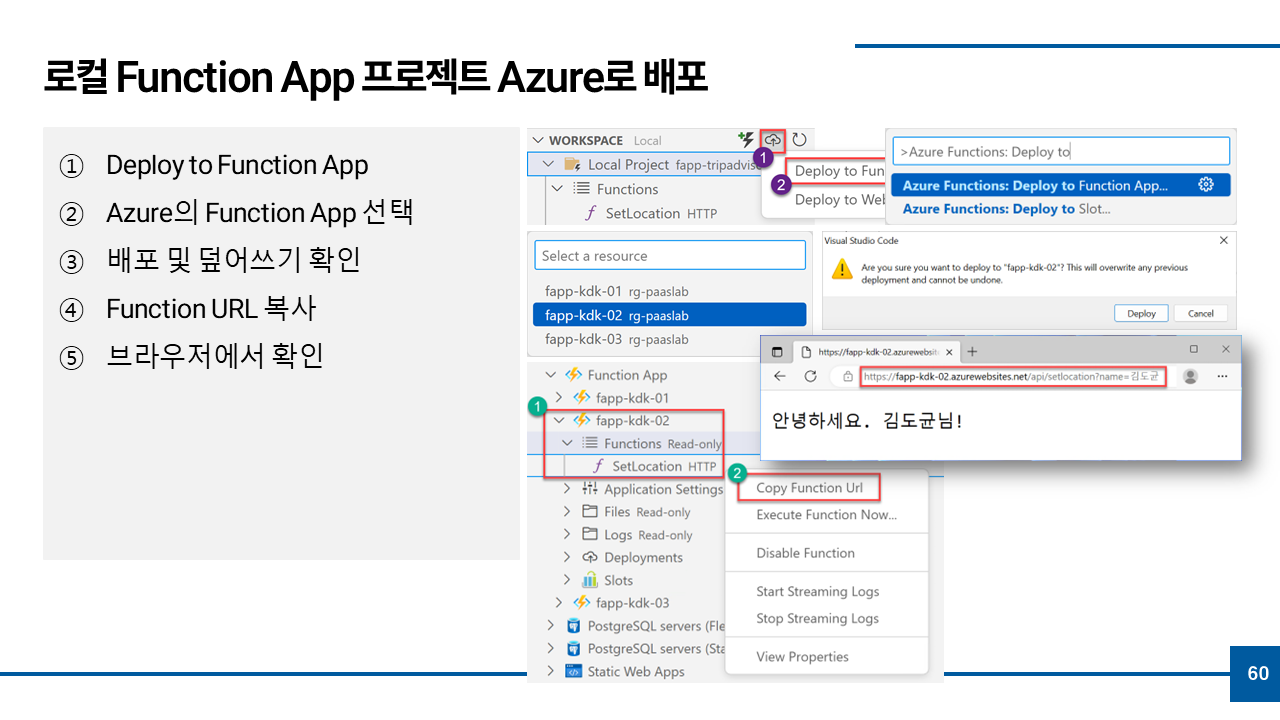 로컬 Function App 프로젝트 Azure로 배포
① Deploy to Function App
② Azure의 Function App 선택
③ 배포 및 덮어쓰기 확인
④ Function URL 복사
⑤ 브라우저에서 확인
WORKSPACE Local
1
Local Project fapp-tripadvis
2
Functions
SetLocation HTTP
Deploy to Fun
Deploy to Web
>Azure Functions: Deploy to
Azure Functions: Deploy to Function App...
Azure Functions: Deploy to Slot...
Select a resource
fapp-kdk-01 rg-paaslab
fapp-kdk-02 rg-paaslab
fapp-kdk-03 rg-paaslab
Visual Studio Code
Are you sure you want to deploy to "fapp-kdk-02"? This will overwrite any previous
deployment and cannot be undone.
Deploy Cancel
https://fapp-kdk-02.azurewebsit
https://fapp-kdk-02.azurewebsites.net/api/setlocation?name=김도균
안녕하세요. 김도균님!
Function App
fapp-kdk-01
1
fapp-kdk-02
Functions Read-only
SetLocation HTTP
Application Settings
Files Read-only
Logs Read-only
Deployments
Slots
fapp-kdk-03
PostgreSQL servers (Fle
PostgreSQL servers (Sta
Static Web Apps
2
Copy Function Url
Execute Function Now...
Disable Function
Start Streaming Logs
Stop Streaming Logs
View Properties
60